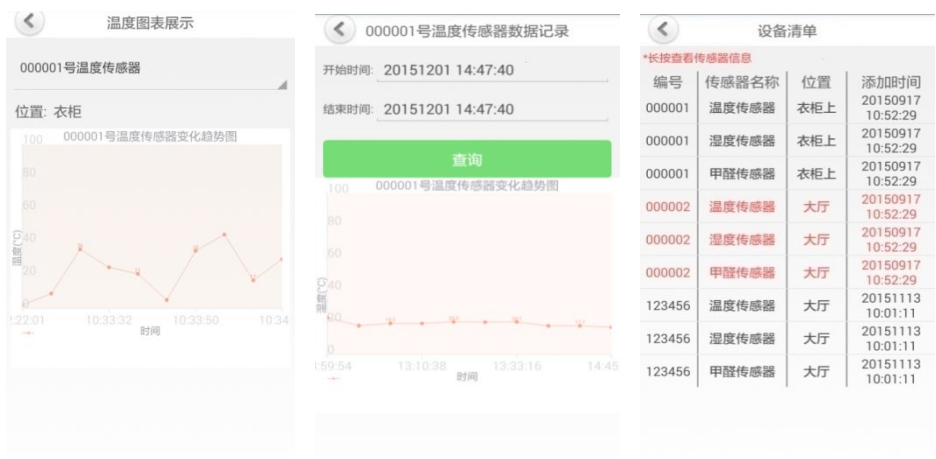 温度图表展示
000001号温度传感器
位置: 衣柜
000001号温度传感器变化趋势图
100
80
60
40
20
0
温度(°C)
2:22:01 10:33:32 10:33:50 10:34
时间
000001号温度传感器数据记录
开始时间: 20151201 14:47:40
结束时间: 20151201 14:47:40
查询
000001号温度传感器变化趋势图
100
80
60
40
20
0
温度(°C)
:59:54 13:10:38 13:33:16 14:45
时间
设备清单
*长按查看传感器信息
编号 传感器名称 位置 添加时间
000001 温度传感器 衣柜上 20150917 10:52:29
000001 湿度传感器 衣柜上 20150917 10:52:29
000001 甲醛传感器 衣柜上 20150917 10:52:29
000002 温度传感器 大厅 20150917 10:52:29
000002 湿度传感器 大厅 20150917 10:52:29
000002 甲醛传感器 大厅 20150917 10:52:29
123456 温度传感器 大厅 20151113 10:01:11
123456 湿度传感器 大厅 20151113 10:01:11
123456 甲醛传感器 大厅 20151113 10:01:11